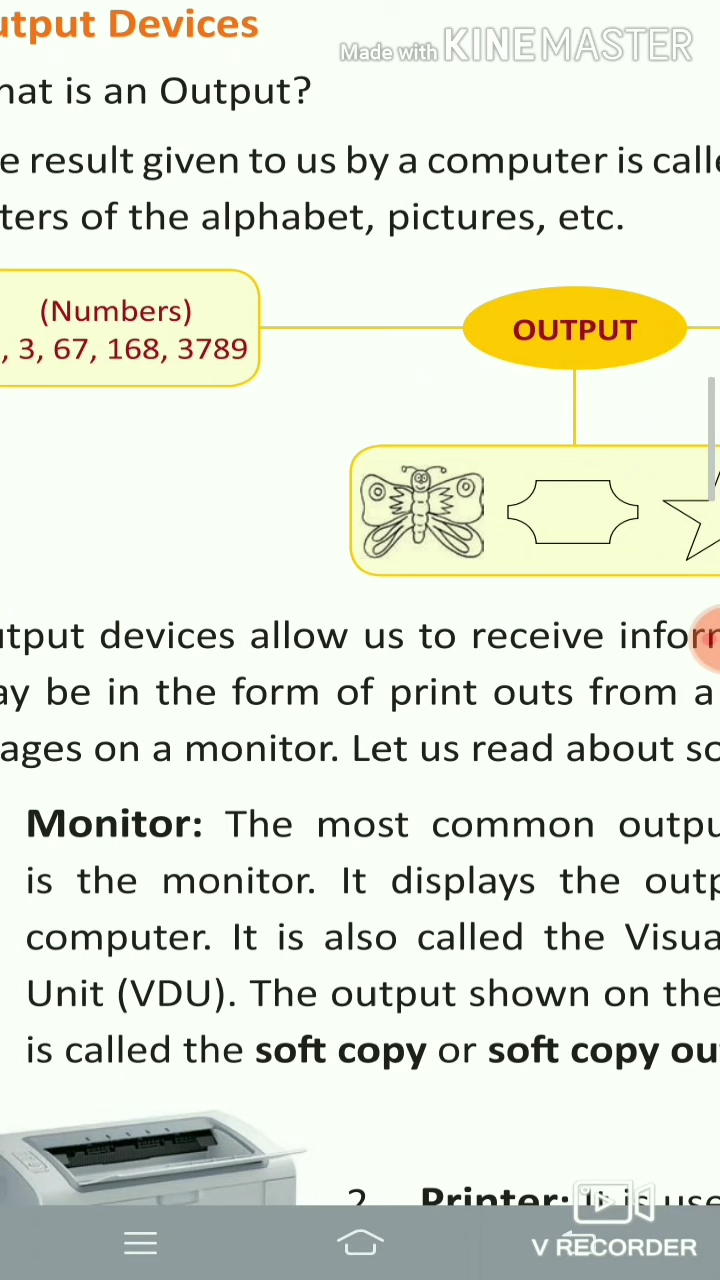 utput Devices
Made with KINEMASTER
hat is an Output?
e result given to us by a computer is calle
ters of the alphabet, pictures, etc.
(Numbers)
, 3, 67, 168, 3789
OUTPUT
utput devices allow us to receive inform
ay be in the form of print outs from a
ages on a monitor. Let us read about so
Monitor: The most common outpu
is the monitor. It displays the outp
computer. It is also called the Visua
Unit (VDU). The output shown on the
is called the soft copy or soft copy ou
2. Printer: It is use
V RECORDER